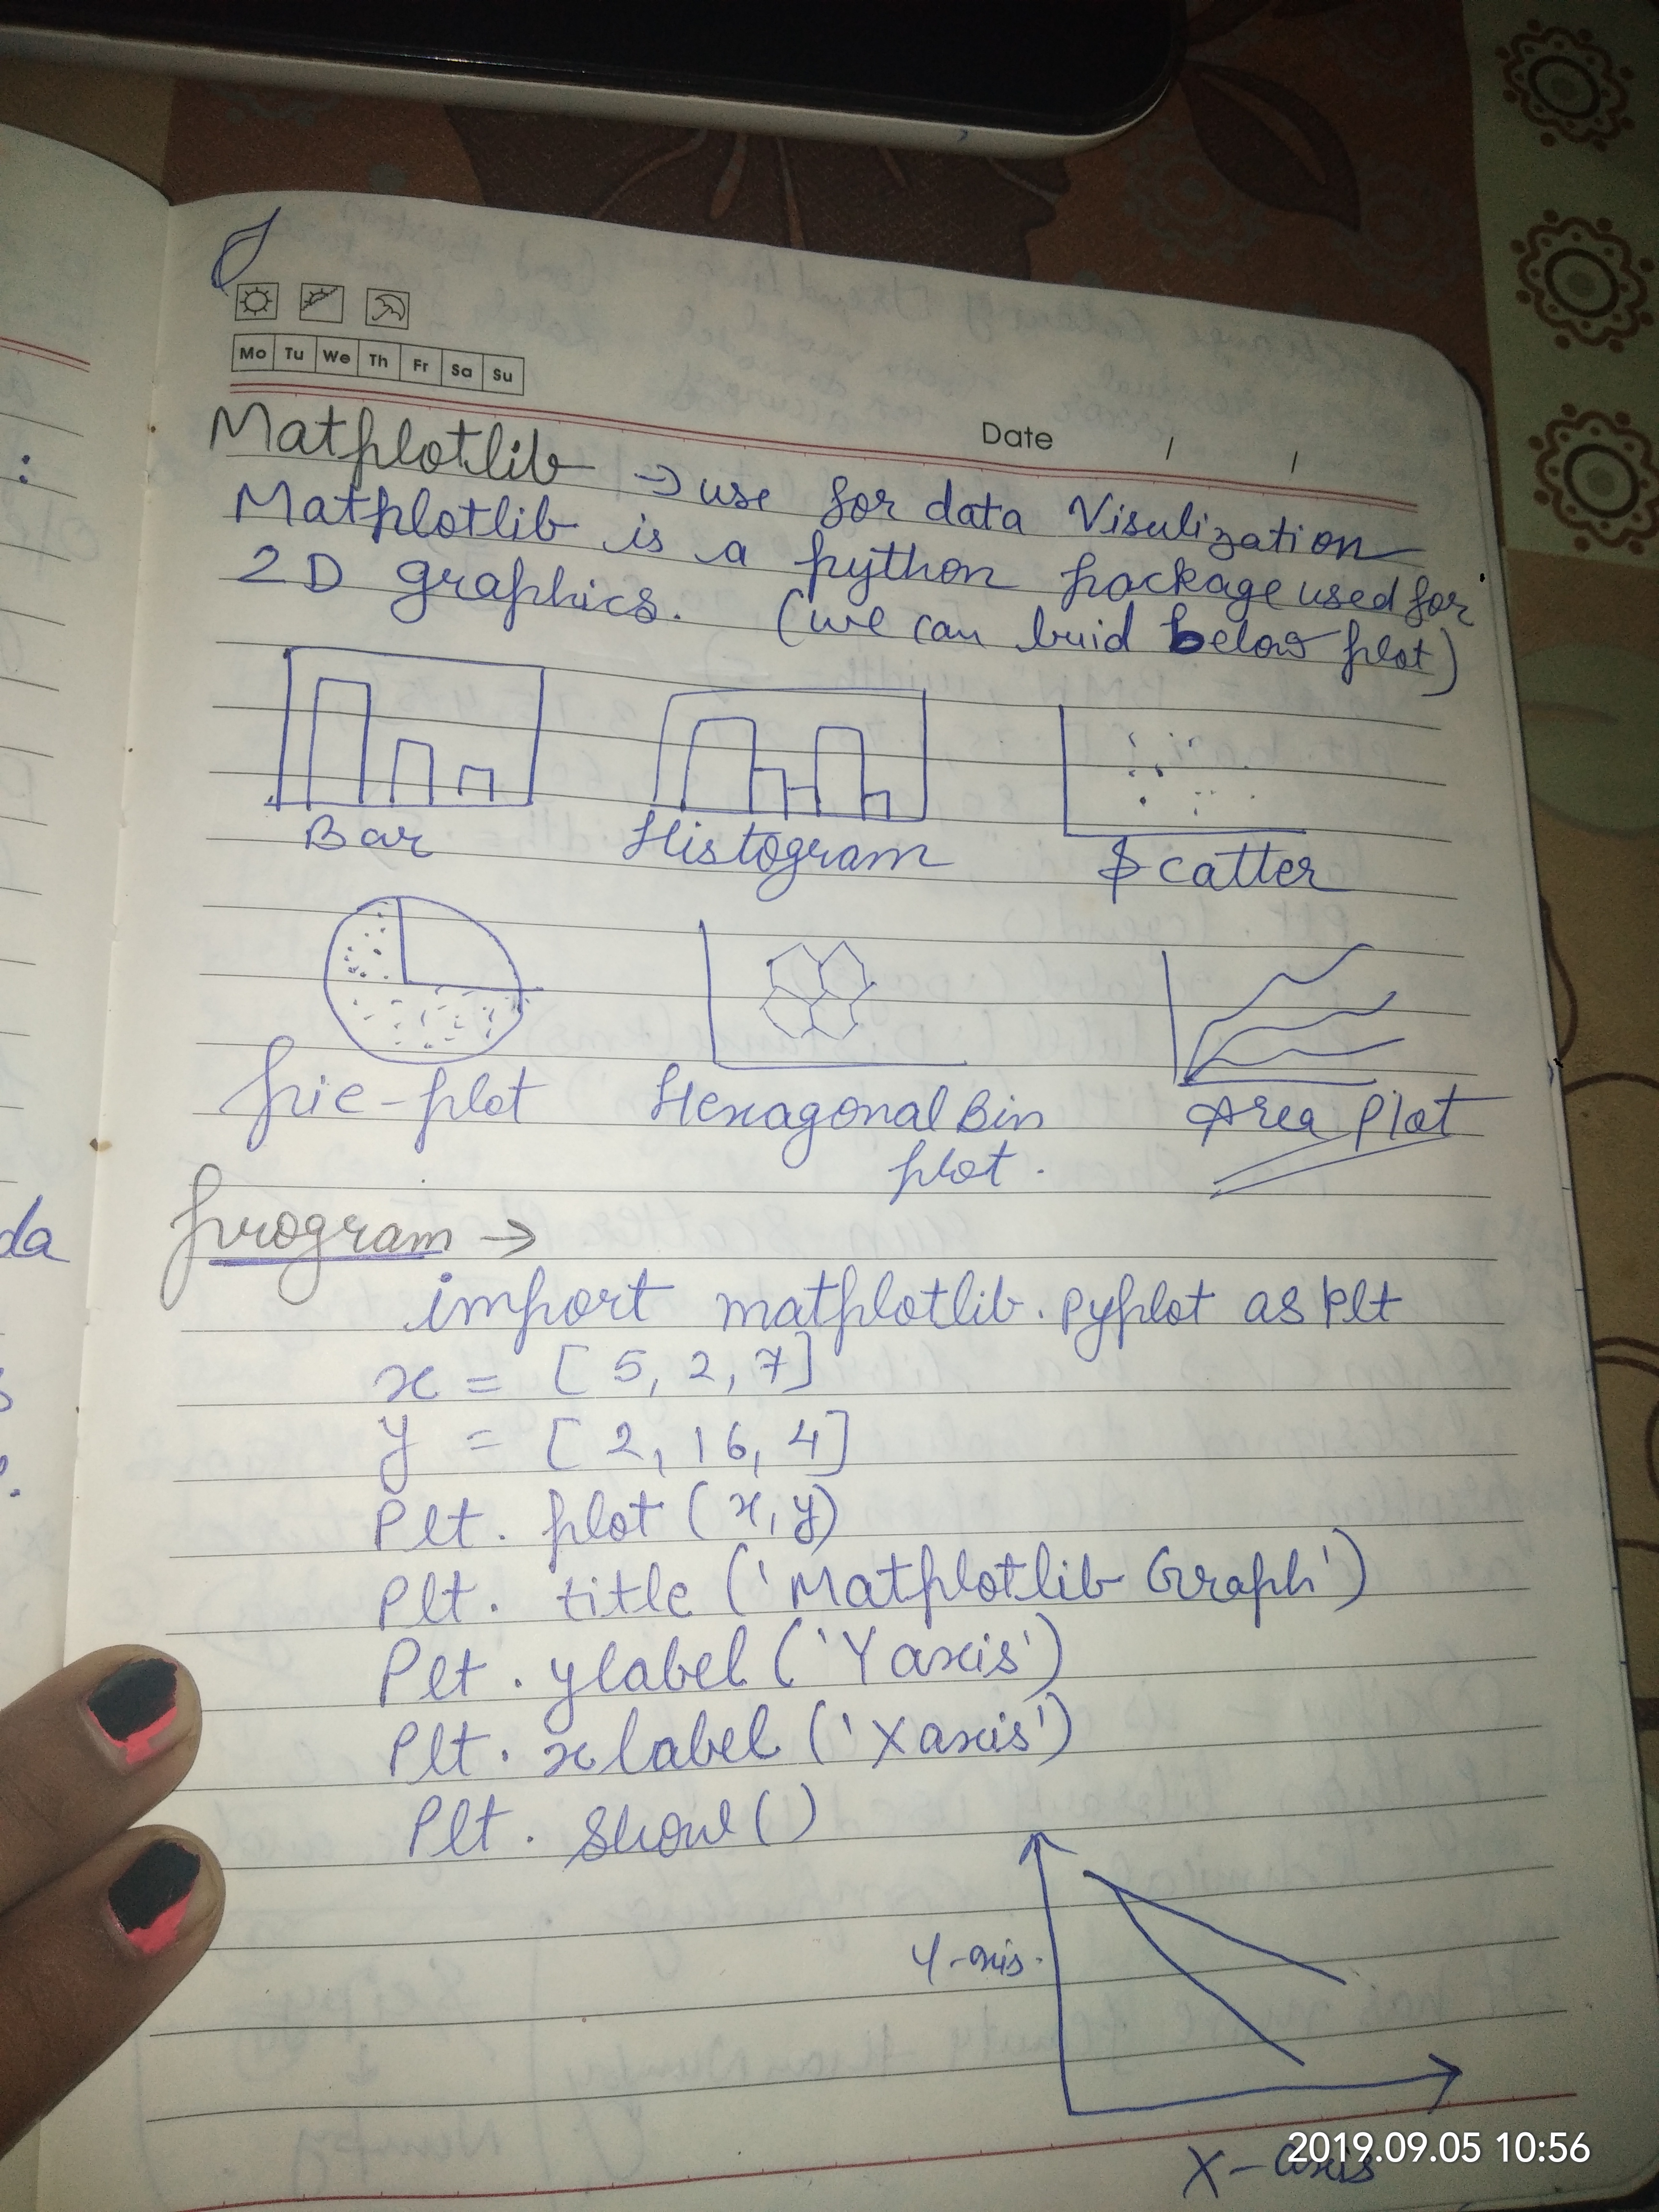 Mo Tu We Th Fr Sa Su
Date / /
Matplotlib → use for data Visulization
Matplotlib is a python package used for
2D graphics. (we can buid below plot)
Bar Histogram Scatter
pie-plot Hexagonal Bin Area Plot
plot.
program →
import matplotlib.pyplot as plt
x = [5, 2, 7]
y = [2, 16, 4]
Plt. plot (x, y)
Plt. title ('Matplotlib Graph')
Plt. ylabel ('Y axis')
Plt. xlabel ('X axis')
Plt. show ()
Y-axis.
X-axis
2019.09.05 10:56
da